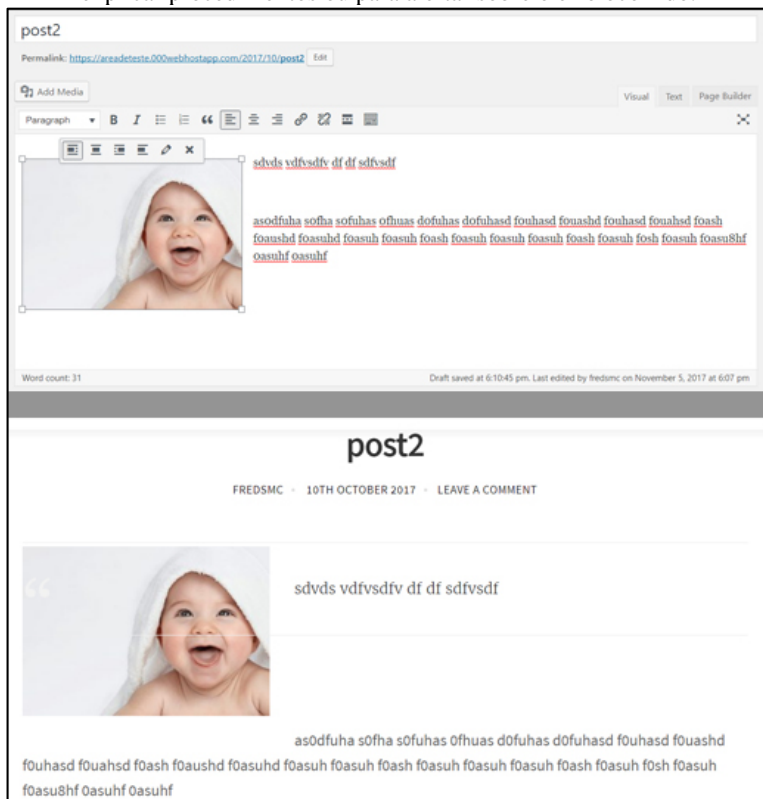 post2
Permalink: https://areadeteste.000webhostapp.com/2017/10/post2 Edit
Add Media
Visual Text Page Builder
Paragraph B I
sdvds vdfvsdfv df df sdfvsdf
asodfuha sofha sofuhas ofhuas dofuhas dofuhasd fouhasd fouashd fouhasd fouahsd foash
foaushd foasuhd foasuh foasuh foash foasuh foasuh foasuh foash foasuh fosh foasuh foasu8hf
oasuhf oasuhf
Word count: 31 Draft saved at 6:10:45 pm. Last edited by fredsmc on November 5, 2017 at 6:07 pm
post2
FREDSMC - 10TH OCTOBER 2017 - LEAVE A COMMENT
sdvds vdfvsdfv df df sdfvsdf
as0dfuha s0fha s0fuhas 0fhuas d0fuhas d0fuhasd f0uhasd f0uashd
f0uhasd f0uahsd f0ash f0aushd f0asuhd f0asuh f0asuh f0ash f0asuh f0asuh f0asuh f0ash f0asuh f0sh f0asuh
f0asu8hf 0asuhf 0asuhf